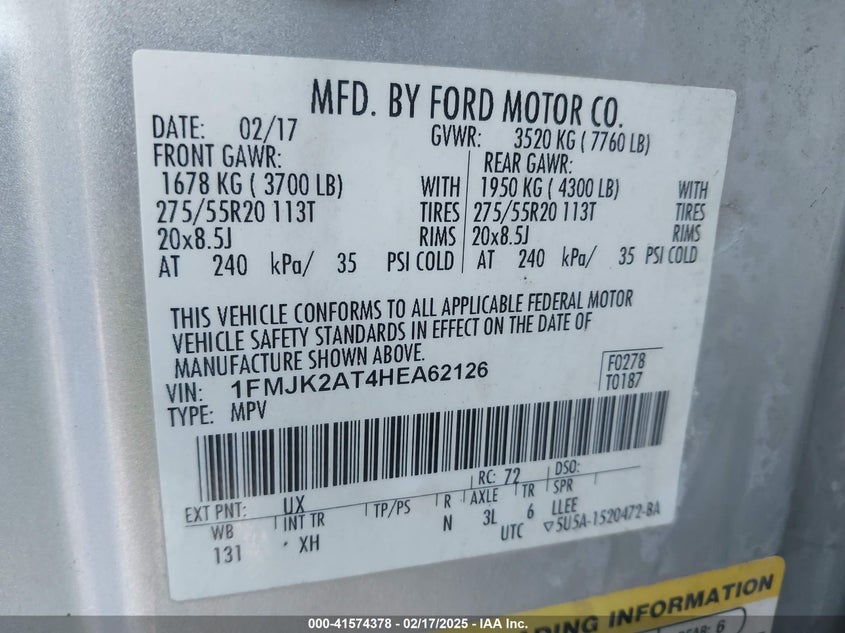 MFD. BY FORD MOTOR CO.
DATE: 02/17 GVWR: 3520 KG ( 7760 LB)
FRONT GAWR: REAR GAWR:
1678 KG ( 3700 LB) WITH 1950 KG ( 4300 LB) WITH
275/55R20 113T TIRES 275/55R20 113T TIRES
20x8.5J RIMS 20x8.5J RIMS
AT 240 kPa/ 35 PSI COLD AT 240 kPa/ 35 PSI COLD
THIS VEHICLE CONFORMS TO ALL APPLICABLE FEDERAL MOTOR
VEHICLE SAFETY STANDARDS IN EFFECT ON THE DATE OF
MANUFACTURE SHOWN ABOVE.
VIN: 1FMJK2AT4HEA62126 F0278
TYPE: MPV T0187
EXT PNT: UX RC: 72 DSO:
WB INT TR TP/PS R AXLE TR SPR
131 XH N 3L 6 LLEE
UTC ▽5U5A-1520472-BA
DING INFORMATION
6
000-41574378 - 02/17/2025 - IAA Inc.